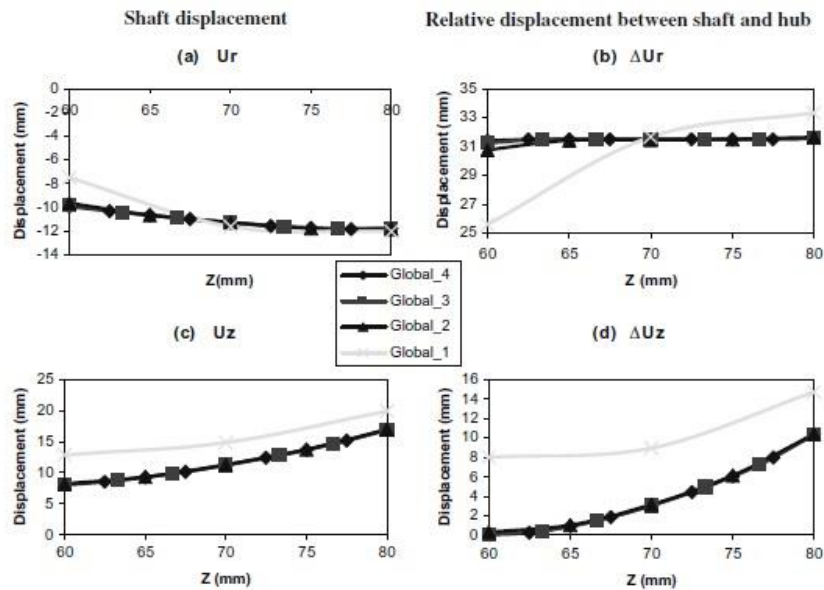 Shaft displacement
Relative displacement between shaft and hub
(a) Ur
Displacement (mm)
0
-2
-4
-6
-8
-10
-12
-14
60 65 70 75 80
Z(mm)
(b) ΔUr
Displacement (mm)
35
33
31
29
27
25
60 65 70 75 80
Z (mm)
Global_4
Global_3
Global_2
Global_1
(c) Uz
Displacement (mm)
25
20
15
10
5
0
60 65 70 75 80
Z (mm)
(d) ΔUz
Displacement (mm)
16
14
12
10
8
6
4
2
0
60 65 70 75 80
Z (mm)